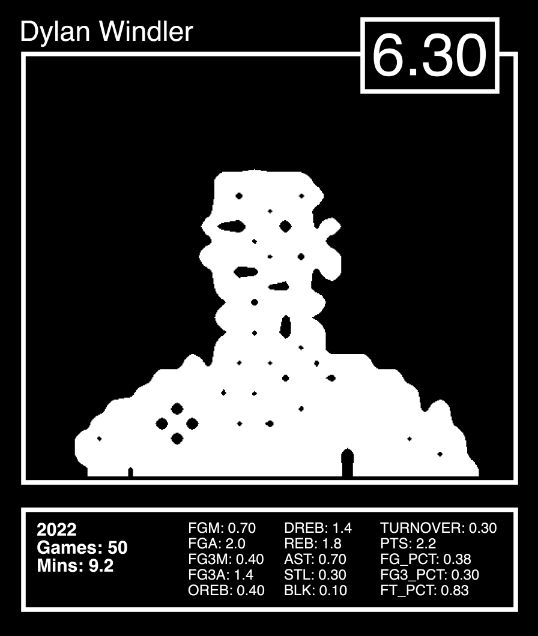 Dylan Windler
6.30
2022
Games: 50
Mins: 9.2
FGM: 0.70
FGA: 2.0
FG3M: 0.40
FG3A: 1.4
OREB: 0.40
DREB: 1.4
REB: 1.8
AST: 0.70
STL: 0.30
BLK: 0.10
TURNOVER: 0.30
PTS: 2.2
FG_PCT: 0.38
FG3_PCT: 0.30
FT_PCT: 0.83